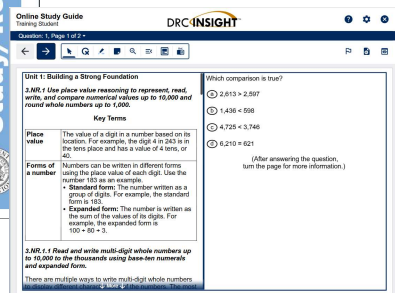 Online Study Guide
Training Student
DRC INSIGHT
Question: 1, Page 1 of 2
Unit 1: Building a Strong Foundation
3.NR.1 Use place value reasoning to represent, read,
write, and compare numerical values up to 10,000 and
round whole numbers up to 1,000.
Key Terms
Place
value
The value of a digit in a number based on its
location. For example, the digit 4 in 243 is in
the tens place and has a value of 4 tens, or
40.
Forms of
a number
Numbers can be written in different forms
using the place value of each digit. Use the
number 183 as an example.
• Standard form: The number written as a
group of digits. For example, the standard
form is 183.
• Expanded form: The number is written as
the sum of the values of its digits. For
example, the expanded form is
100 + 80 + 3.
3.NR.1.1 Read and write multi-digit whole numbers up
to 10,000 to the thousands using base-ten numerals
and expanded form.
There are multiple ways to write multi-digit whole numbers
to display different of the numbers. The most
More
Which comparison is true?
a 2,613 > 2,597
b 1,436 < 598
c 4,725 < 3,746
d 6,210 = 621
(After answering the question,
turn the page for more information.)